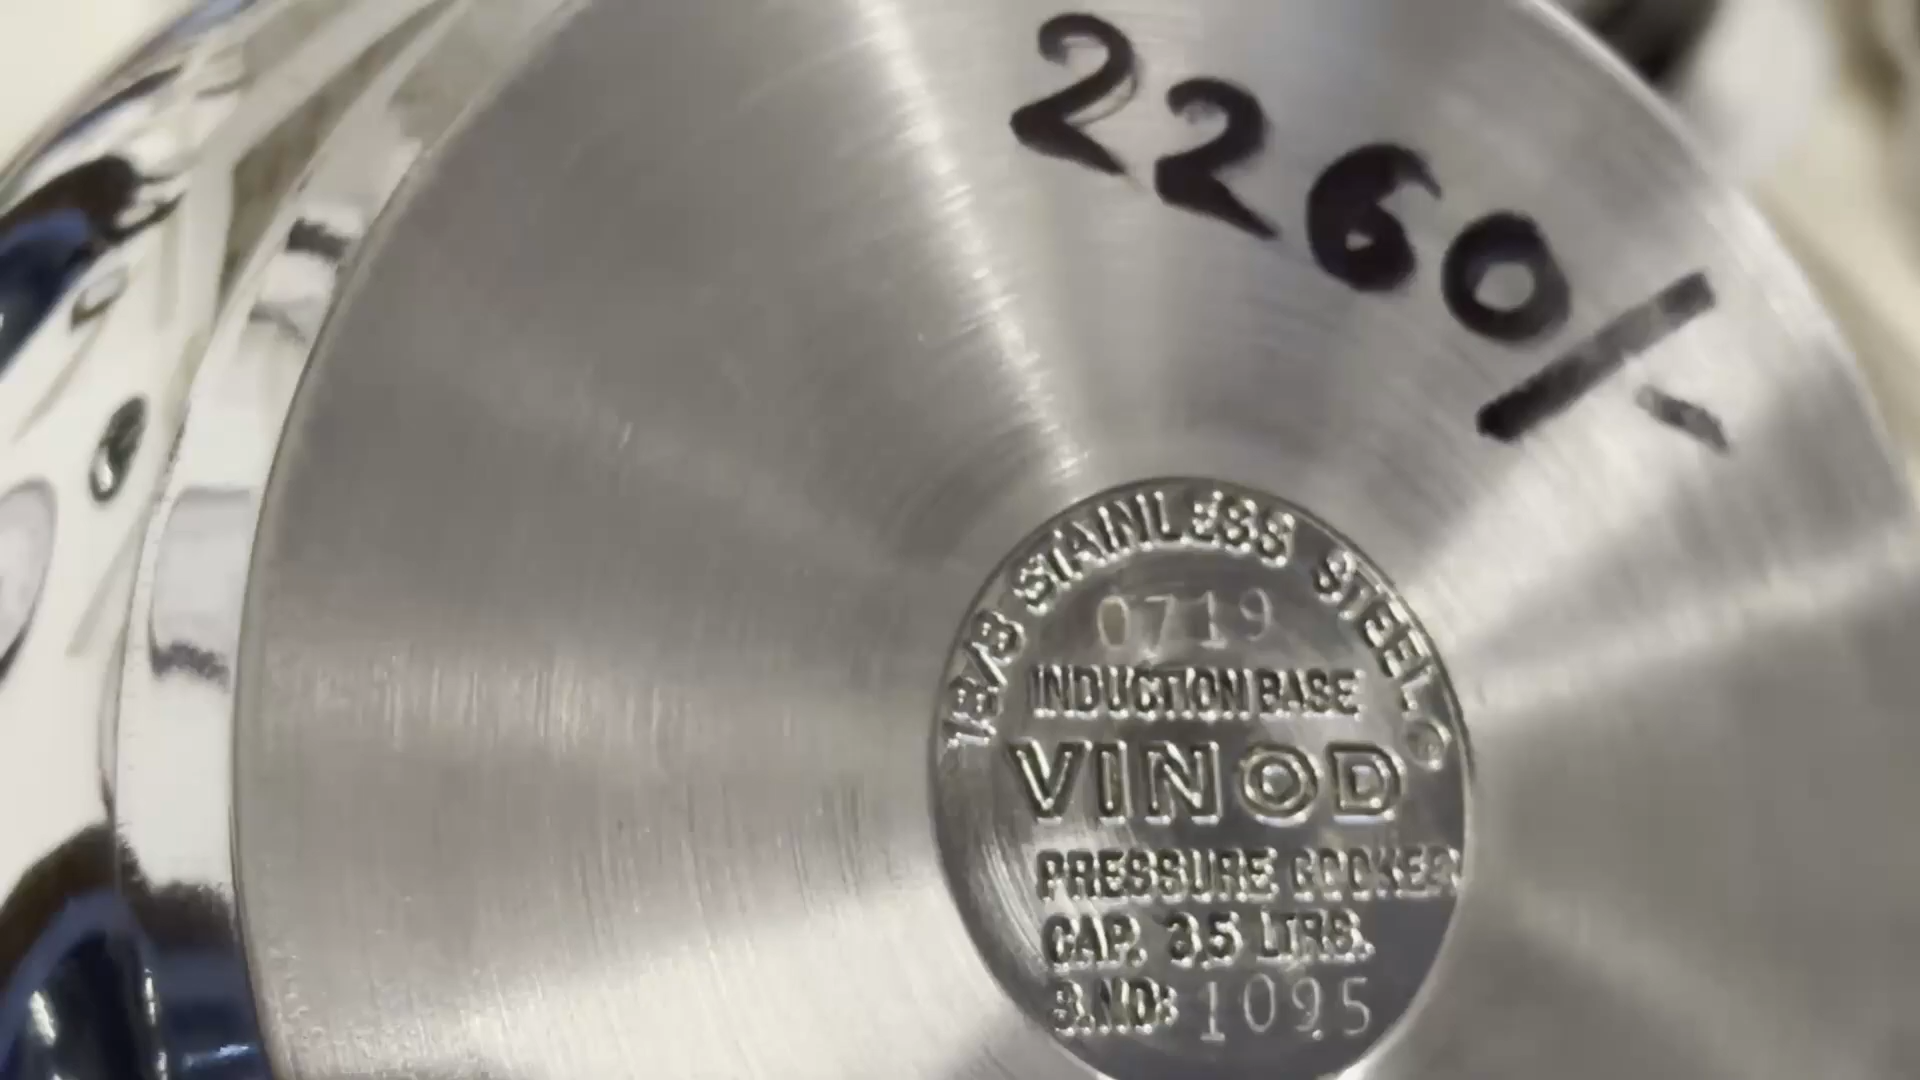 2260/-
18/8 STAINLESS STEEL®
0719
INDUCTION BASE
VINOD
PRESSURE COOKER
CAP. 3.5 LTRS.
S.NO: 1095